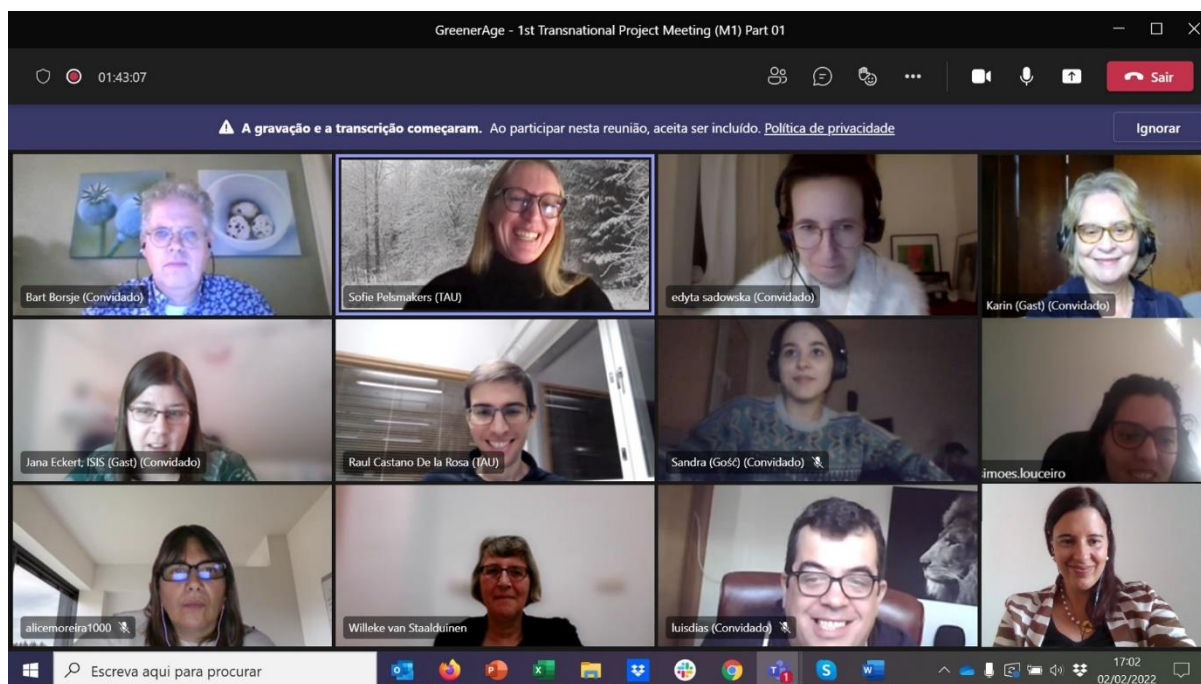 GreenerAge - 1st Transnational Project Meeting (M1) Part 01
01:43:07
Sair
A gravação e a transcrição começaram. Ao participar nesta reunião, aceita ser incluído. Política de privacidade
Ignorar
Bart Borsje (Convidado)
Sofie Pelsmakers (TAU)
edyta sadowska (Convidado)
Karin (Gast) (Convidado)
Jana Eckert, ISIS (Gast) (Convidado)
Raul Castano De la Rosa (TAU)
Sandra (Gość) (Convidado)
simoes.louceiro
alicemoreira1000
Willeke van Staalduinen
luisdias (Convidado)
Escreva aqui para procurar
17:02
02/02/2022